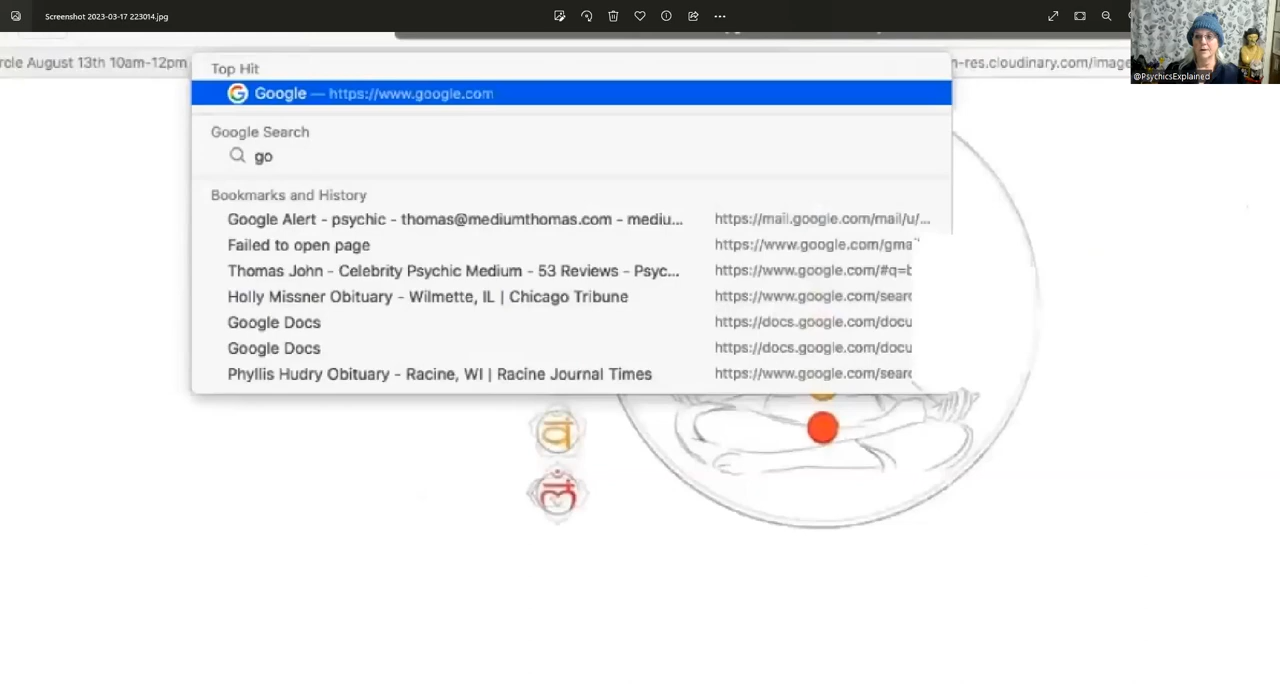 Screenshot 2023-03-17 223014.jpg
rcle August 13th 10am-12pm
n-res.cloudinary.com/image
@PsychicsExplained
Top Hit
Google — https://www.google.com
Google Search
go
Bookmarks and History
Google Alert - psychic - thomas@mediumthomas.com - mediu... https://mail.google.com/mail/u/...
Failed to open page https://www.google.com/gmai
Thomas John - Celebrity Psychic Medium - 53 Reviews - Psyc... https://www.google.com/#q=b
Holly Missner Obituary - Wilmette, IL | Chicago Tribune https://www.google.com/searc
Google Docs https://docs.google.com/docu
Google Docs https://docs.google.com/docu
Phyllis Hudry Obituary - Racine, WI | Racine Journal Times https://www.google.com/searc
वं
लं